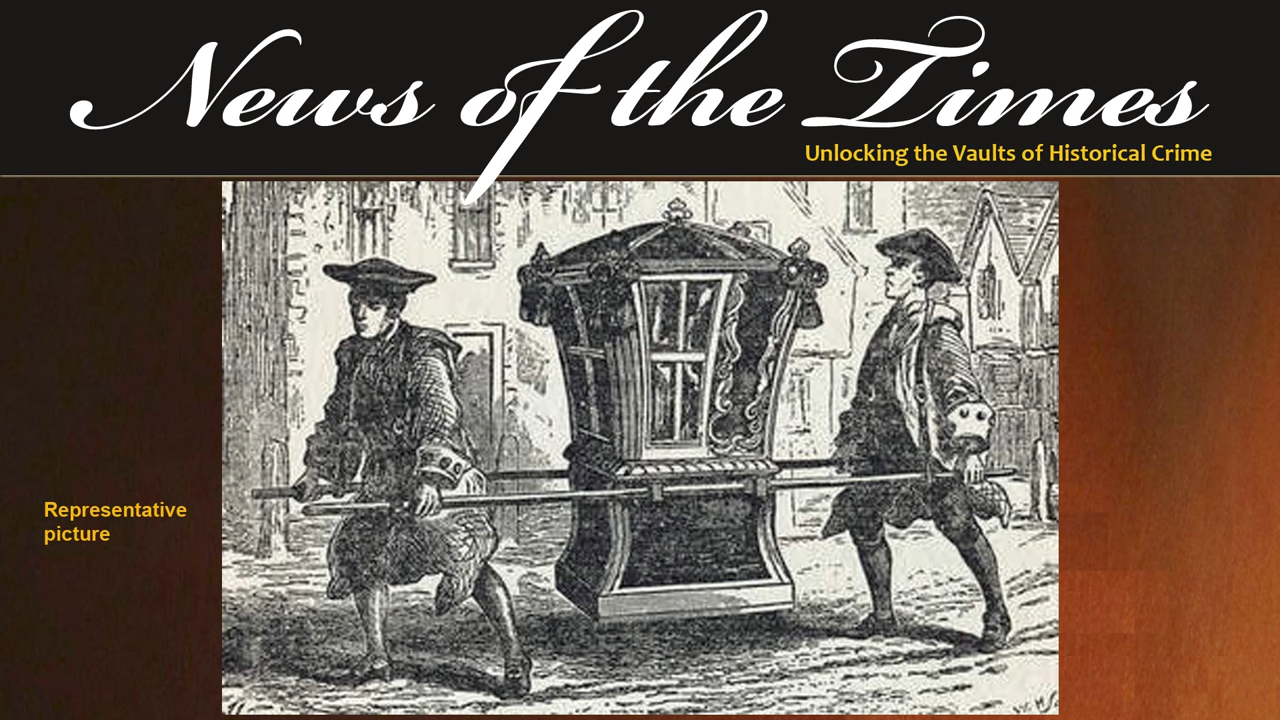 News of the Times
Unlocking the Vaults of Historical Crime
Representative
picture